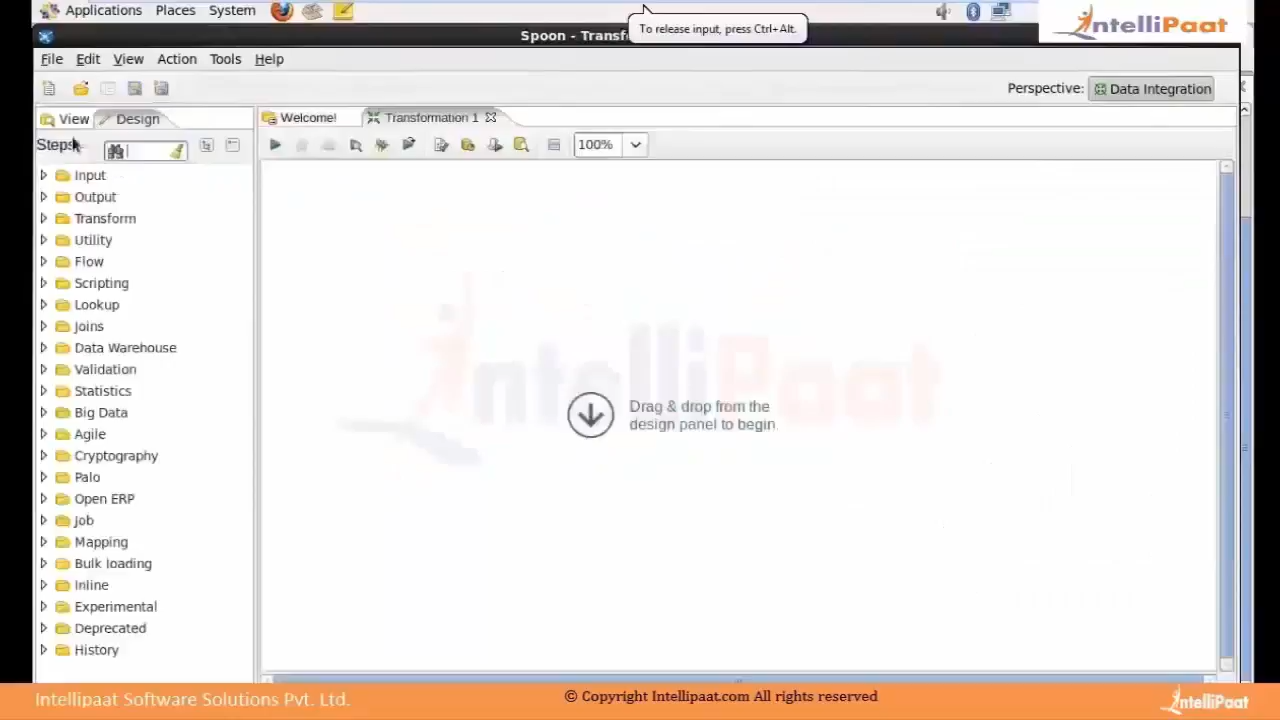 Applications Places System
To release input, press Ctrl+Alt.
IntelliPaat
Spoon - Transf
File Edit View Action Tools Help
Perspective: Data Integration
View Design
Welcome! Transformation 1
Steps
100%
Input
Output
Transform
Utility
Flow
Scripting
Lookup
Joins
Data Warehouse
Validation
Statistics
Big Data
Agile
Cryptography
Palo
Open ERP
Job
Mapping
Bulk loading
Inline
Experimental
Deprecated
History
IntelliPaat
Drag & drop from the
design panel to begin
Intellipaat Software Solutions Pvt. Ltd.
© Copyright Intellipaat.com All rights reserved
IntelliPaat